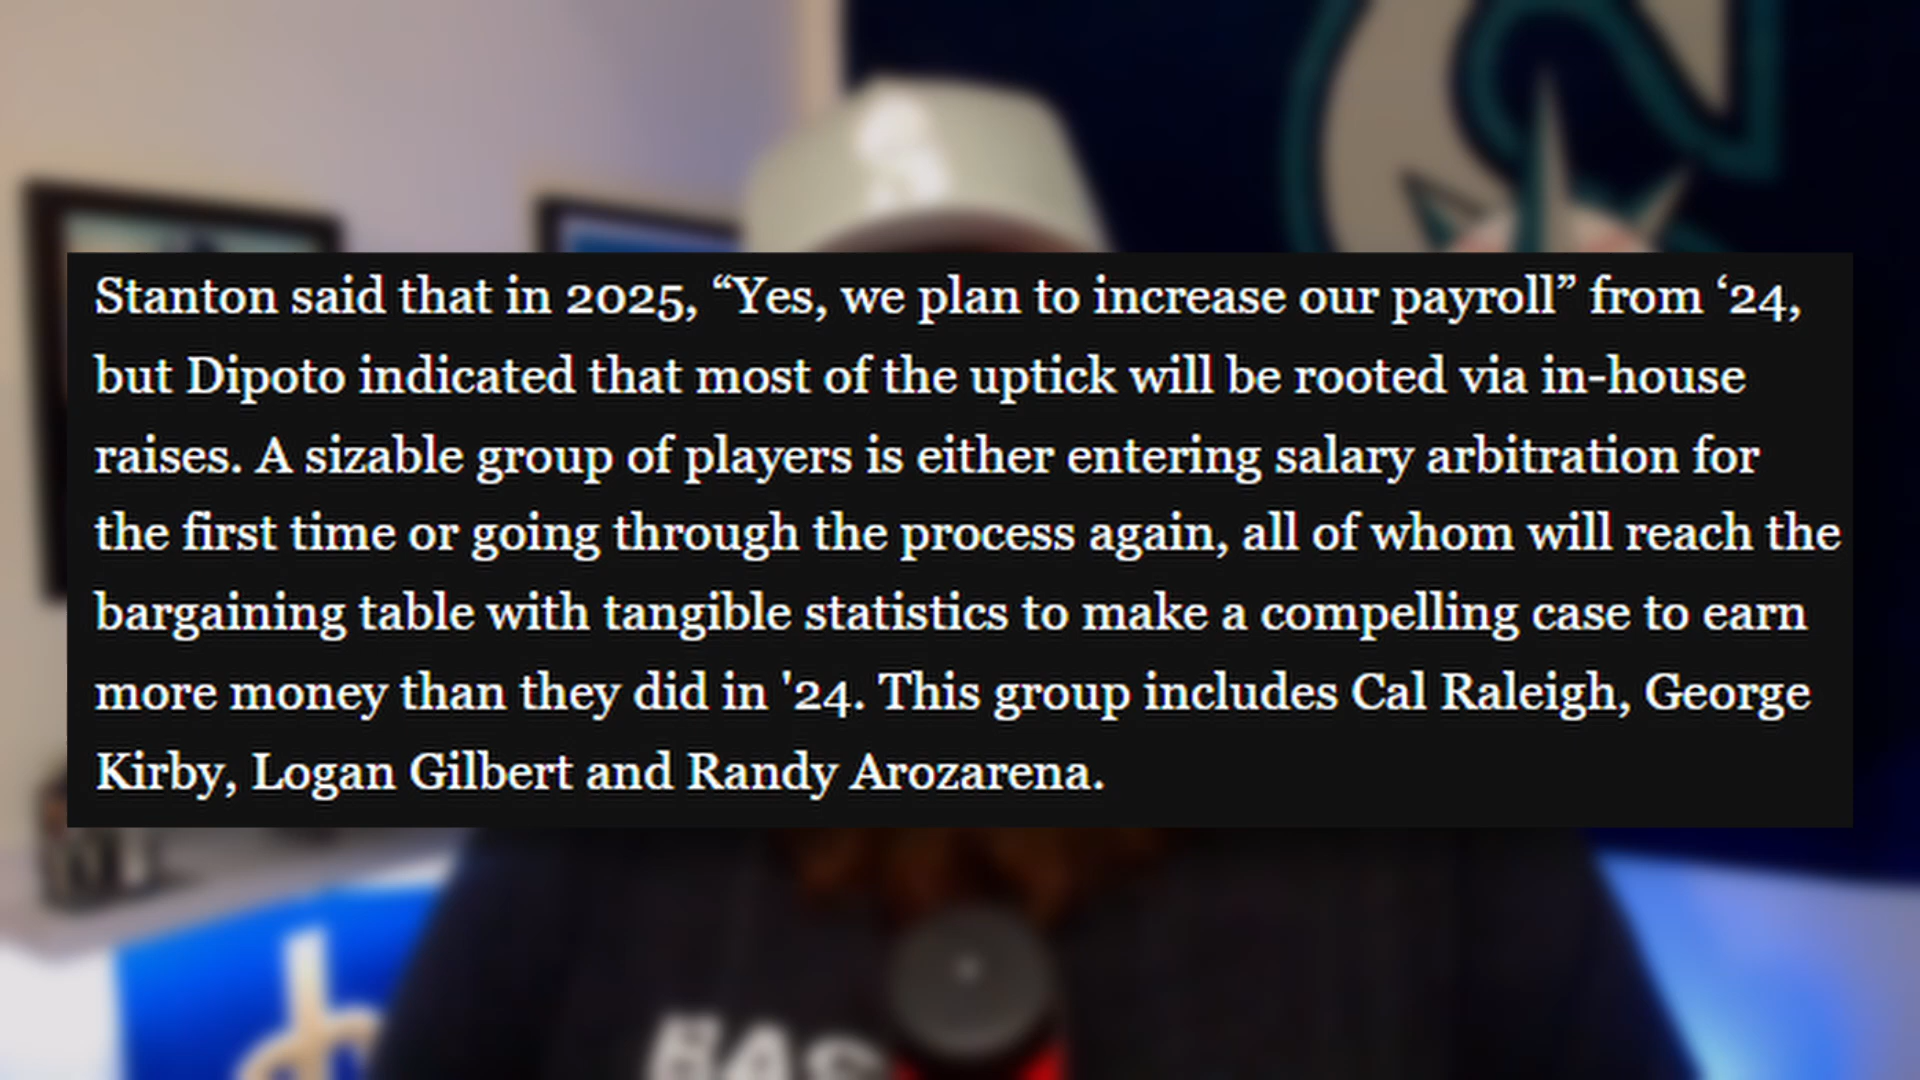 Stanton said that in 2025, “Yes, we plan to increase our payroll” from ‘24,
but Dipoto indicated that most of the uptick will be rooted via in-house
raises. A sizable group of players is either entering salary arbitration for
the first time or going through the process again, all of whom will reach the
bargaining table with tangible statistics to make a compelling case to earn
more money than they did in '24. This group includes Cal Raleigh, George
Kirby, Logan Gilbert and Randy Arozarena.